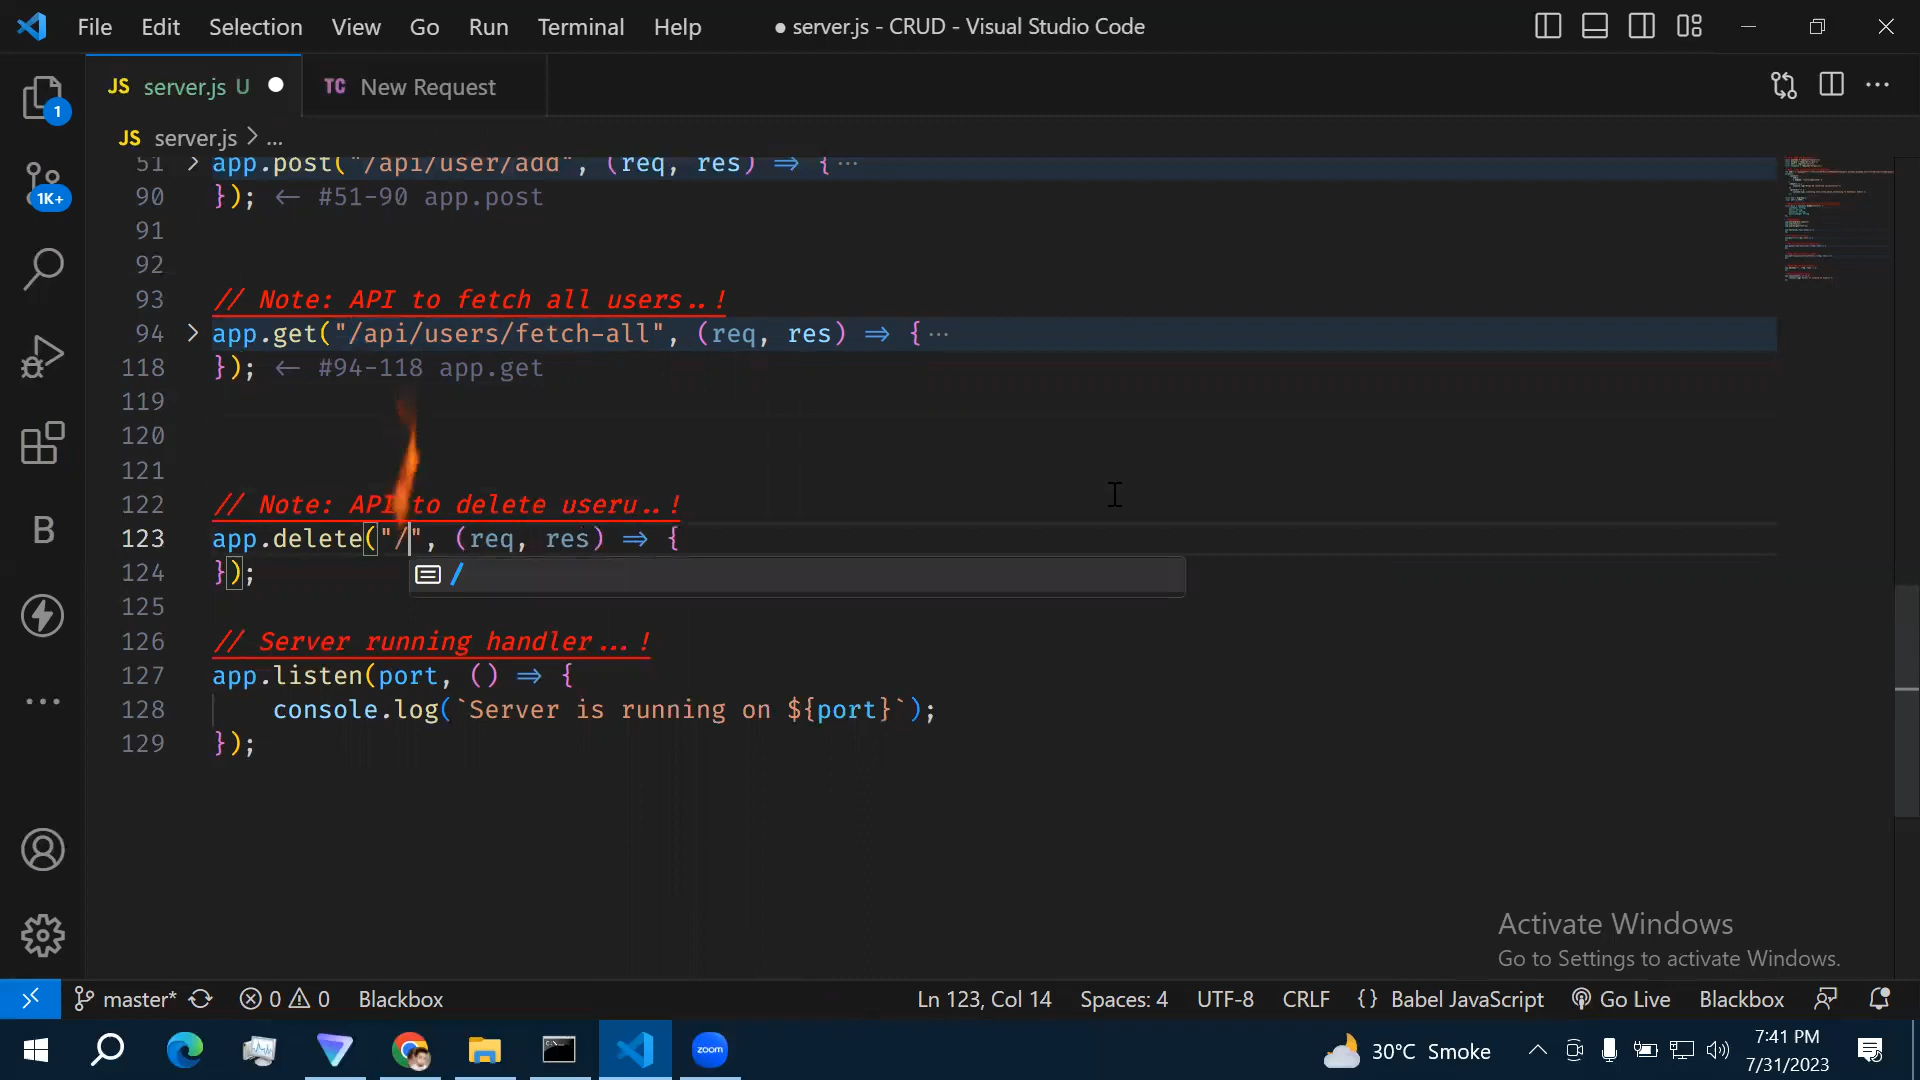 File Edit Selection View Go Run Terminal Help
● server.js - CRUD - Visual Studio Code
JS server.js U ●
TC New Request
JS server.js > ...
51 > app.post("/api/user/add", (req, res) => { ...
90 }); <- #51-90 app.post
91
92
93 // Note: API to fetch all users..!
94 > app.get("/api/users/fetch-all", (req, res) => { ...
118 }); <- #94-118 app.get
119
120
121
122 // Note: API to delete useru..!
123 app.delete("/", (req, res) => {
/
124 });
125
126 // Server running handler...!
127 app.listen(port, () => {
128 console.log(`Server is running on ${port}`);
129 });
1
1K+
B
Activate Windows
Go to Settings to activate Windows.
master* 0 0 Blackbox
Ln 123, Col 14 Spaces: 4 UTF-8 CRLF {} Babel JavaScript Go Live Blackbox
zoom
30°C Smoke
7:41 PM
7/31/2023